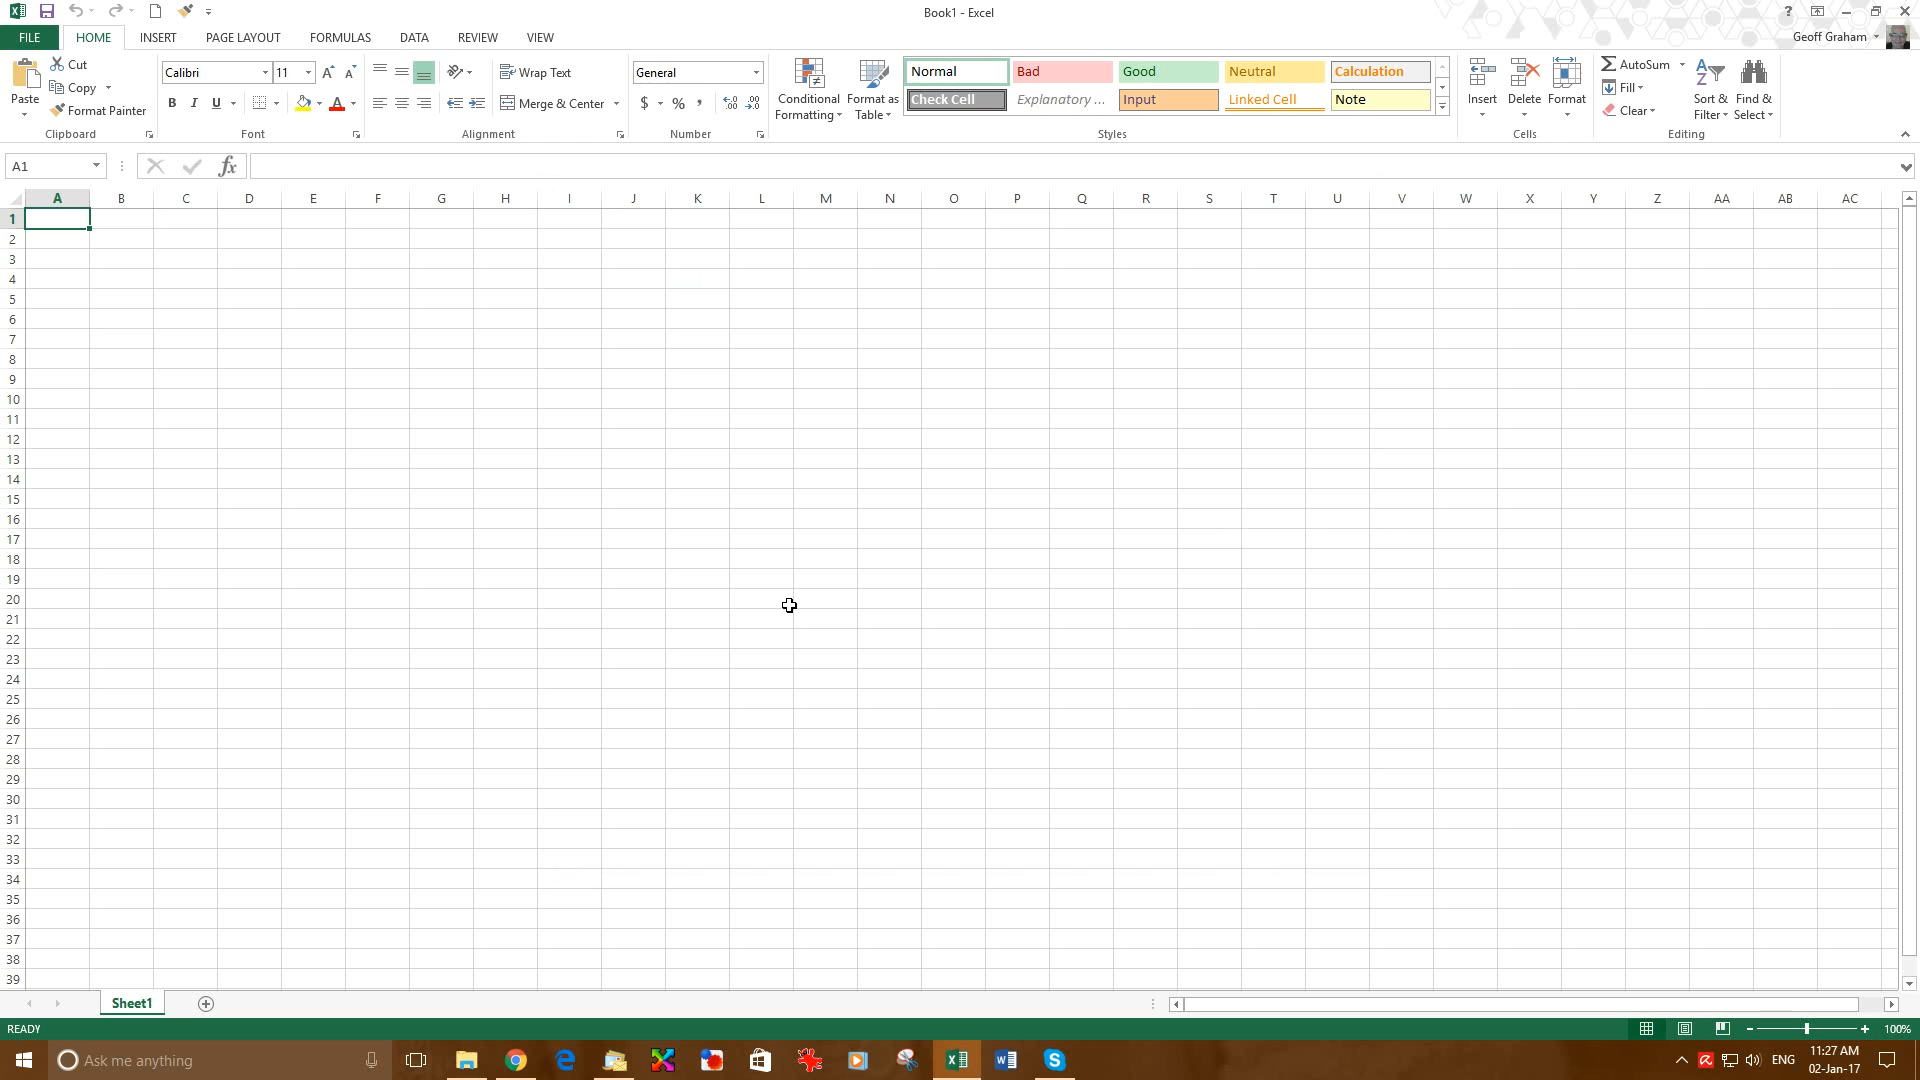 Book1 - Excel
?
FILE HOME INSERT PAGE LAYOUT FORMULAS DATA REVIEW VIEW Geoff Graham
Paste Cut
Copy
Format Painter
Clipboard
Calibri 11
B I U A
Font
Wrap Text
Merge & Center
Alignment
General
$ % ,
Number
Conditional Formatting
Format as Table
Normal Bad Good Neutral Calculation
Check Cell Explanatory ... Input Linked Cell Note
Styles
Insert Delete Format
Cells
AutoSum
Fill
Clear
Sort & Filter
Find & Select
Editing
A1 fx
A B C D E F G H I J K L M N O P Q R S T U V W X Y Z AA AB AC
1
2
3
4
5
6
7
8
9
10
11
12
13
14
15
16
17
18
19
20
21
22
23
24
25
26
27
28
29
30
31
32
33
34
35
36
37
38
39
Sheet1
READY 100%
Ask me anything ENG 11:27 AM
02-Jan-17